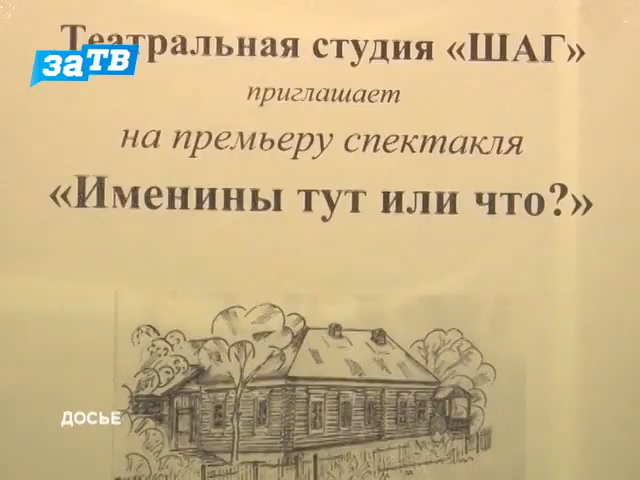 Театральная студия «ШАГ»
заТВ
приглашает
на премьеру спектакля
«Именины тут или что?»
ДОСЬЕ